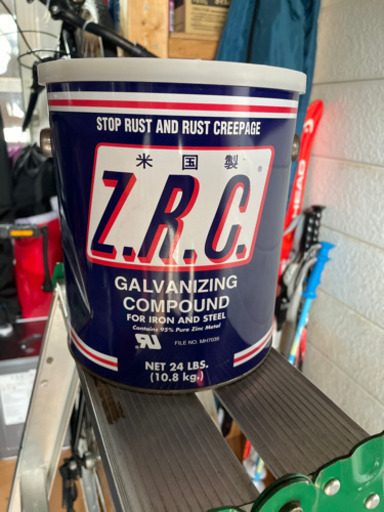 STOP RUST AND RUST CREEPAGE
米国製
Z.R.C.®
GALVANIZING
COMPOUND
FOR IRON AND STEEL
Contains 95% Pure Zinc Metal
FILE NO. MH7039
NET 24 LBS.
(10.8 kg.)
HEAD